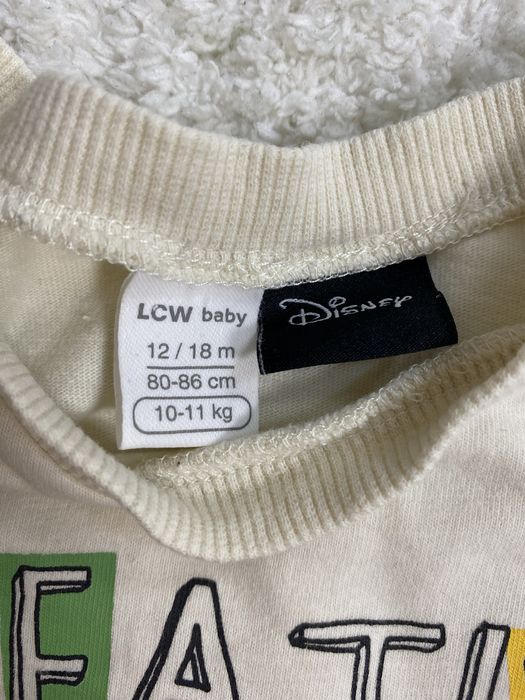 LCW baby
12 / 18 m
80-86 cm
10-11 kg
Disney